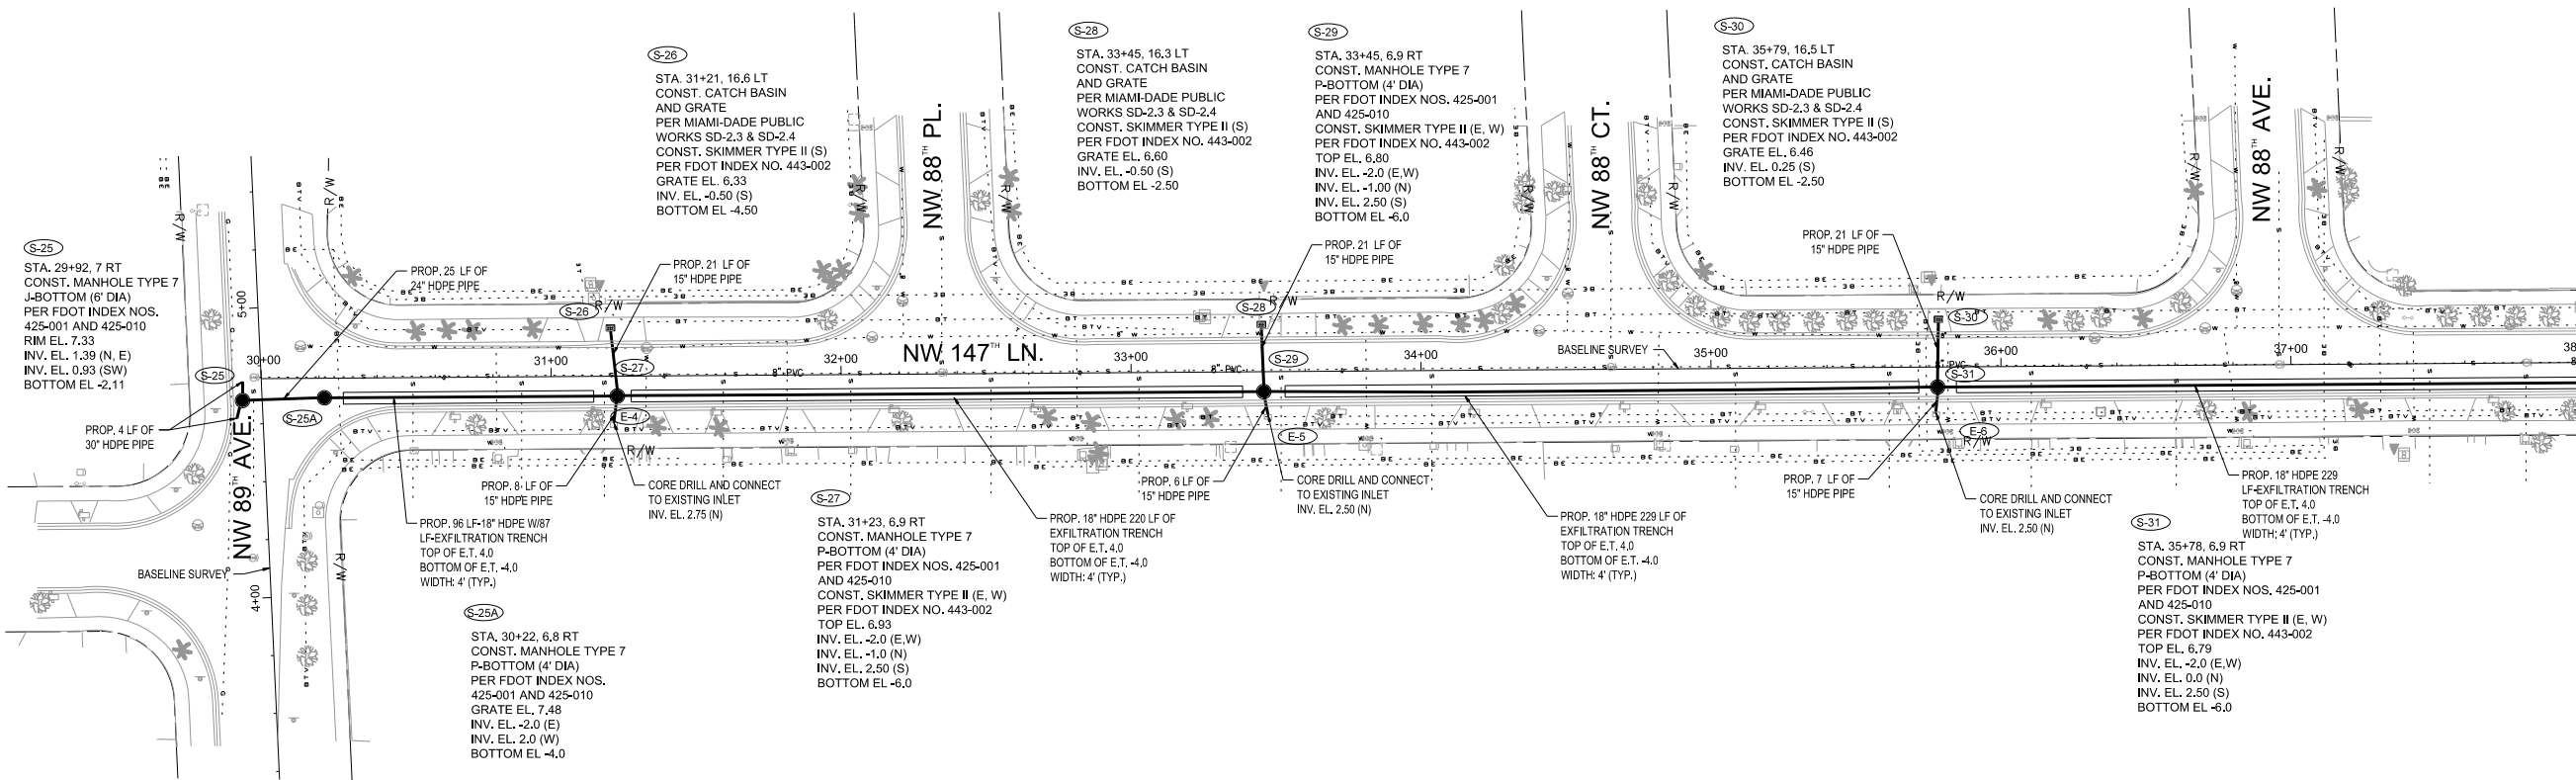 S-25
STA. 29+92, 7 RT
CONST. MANHOLE TYPE 7
J-BOTTOM (6' DIA)
PER FDOT INDEX NOS.
425-001 AND 425-010
RIM EL. 7.33
INV. EL. 1.39 (N, E)
INV. EL. 0.93 (SW)
BOTTOM EL -2.11
S-26
STA. 31+21, 16.6 LT
CONST. CATCH BASIN
AND GRATE
PER MIAMI-DADE PUBLIC
WORKS SD-2.3 & SD-2.4
CONST. SKIMMER TYPE II (S)
PER FDOT INDEX NO. 443-002
GRATE EL. 6.33
INV. EL. -0.50 (S)
BOTTOM EL -4.50
S-28
STA. 33+45, 16.3 LT
CONST. CATCH BASIN
AND GRATE
PER MIAMI-DADE PUBLIC
WORKS SD-2.3 & SD-2.4
CONST. SKIMMER TYPE II (S)
PER FDOT INDEX NO. 443-002
GRATE EL. 6.60
INV. EL. -0.50 (S)
BOTTOM EL -2.50
S-29
STA. 33+45, 6.9 RT
CONST. MANHOLE TYPE 7
P-BOTTOM (4' DIA)
PER FDOT INDEX NOS. 425-001
AND 425-010
CONST. SKIMMER TYPE II (E, W)
PER FDOT INDEX NO. 443-002
TOP EL. 6.80
INV. EL. -2.0 (E,W)
INV. EL. -1.00 (N)
INV. EL. 2.50 (S)
BOTTOM EL -6.0
S-30
STA. 35+79, 16.5 LT
CONST. CATCH BASIN
AND GRATE
PER MIAMI-DADE PUBLIC
WORKS SD-2.3 & SD-2.4
CONST. SKIMMER TYPE II (S)
PER FDOT INDEX NO. 443-002
GRATE EL. 6.46
INV. EL. 0.25 (S)
BOTTOM EL -2.50
NW 88TH PL.
NW 88TH CT.
NW 88TH AVE.
PROP. 25 LF OF
24" HDPE PIPE
PROP. 21 LF OF
15" HDPE PIPE
PROP. 21 LF OF
15" HDPE PIPE
PROP. 21 LF OF
15" HDPE PIPE
R/W
R/W
R/W
R/W
R/W
R/W
R/W
R/W
R/W
R/W
R/W
S-26
S-28
S-30
5+00
30+00
31+00
32+00
NW 147TH LN.
33+00
34+00
BASELINE SURVEY
35+00
36+00
37+00
38
S-25
S-27
S-29
S-31
8" PVC
8" PVC
PVC
S-25A
E-4
E-5
E-6
R/W
R/W
R/W
PROP. 4 LF OF
30" HDPE PIPE
NW 89TH AVE.
PROP. 8 LF OF
15" HDPE PIPE
CORE DRILL AND CONNECT
TO EXISTING INLET
INV. EL. 2.75 (N)
PROP. 6 LF OF
15" HDPE PIPE
CORE DRILL AND CONNECT
TO EXISTING INLET
INV. EL. 2.50 (N)
PROP. 7 LF OF
15" HDPE PIPE
CORE DRILL AND CONNECT
TO EXISTING INLET
INV. EL. 2.50 (N)
PROP. 18" HDPE 229
LF-EXFILTRATION TRENCH
TOP OF E.T. 4.0
BOTTOM OF E.T. -4.0
WIDTH: 4' (TYP.)
PROP. 96 LF-18" HDPE W/87
LF-EXFILTRATION TRENCH
TOP OF E.T. 4.0
BOTTOM OF E.T. -4.0
WIDTH: 4' (TYP.)
PROP. 18" HDPE 220 LF OF
EXFILTRATION TRENCH
TOP OF E.T. 4.0
BOTTOM OF E.T. -4.0
WIDTH: 4' (TYP.)
PROP. 18" HDPE 229 LF OF
EXFILTRATION TRENCH
TOP OF E.T. 4.0
BOTTOM OF E.T. -4.0
WIDTH: 4' (TYP.)
BASELINE SURVEY
4+00
S-25A
STA. 30+22, 6.8 RT
CONST. MANHOLE TYPE 7
P-BOTTOM (4' DIA)
PER FDOT INDEX NOS.
425-001 AND 425-010
GRATE EL. 7.48
INV. EL. -2.0 (E)
INV. EL. 2.0 (W)
BOTTOM EL -4.0
S-27
STA. 31+23, 6.9 RT
CONST. MANHOLE TYPE 7
P-BOTTOM (4' DIA)
PER FDOT INDEX NOS. 425-001
AND 425-010
CONST. SKIMMER TYPE II (E, W)
PER FDOT INDEX NO. 443-002
TOP EL. 6.93
INV. EL. -2.0 (E,W)
INV. EL. -1.0 (N)
INV. EL. 2.50 (S)
BOTTOM EL -6.0
S-31
STA. 35+78, 6.9 RT
CONST. MANHOLE TYPE 7
P-BOTTOM (4' DIA)
PER FDOT INDEX NOS. 425-001
AND 425-010
CONST. SKIMMER TYPE II (E, W)
PER FDOT INDEX NO. 443-002
TOP EL. 6.79
INV. EL. -2.0 (E,W)
INV. EL. 0.0 (N)
INV. EL. 2.50 (S)
BOTTOM EL -6.0